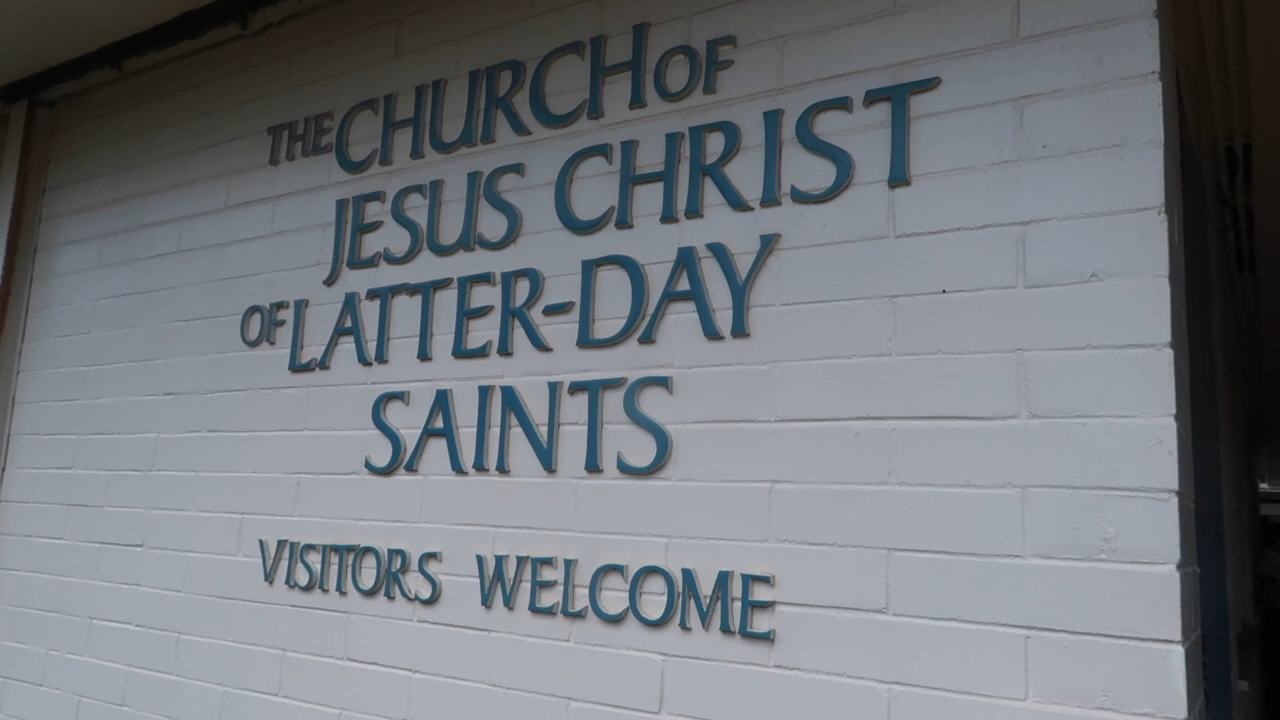 THE CHURCH OF
JESUS CHRIST
OF LATTER-DAY
SAINTS
VISITORS WELCOME